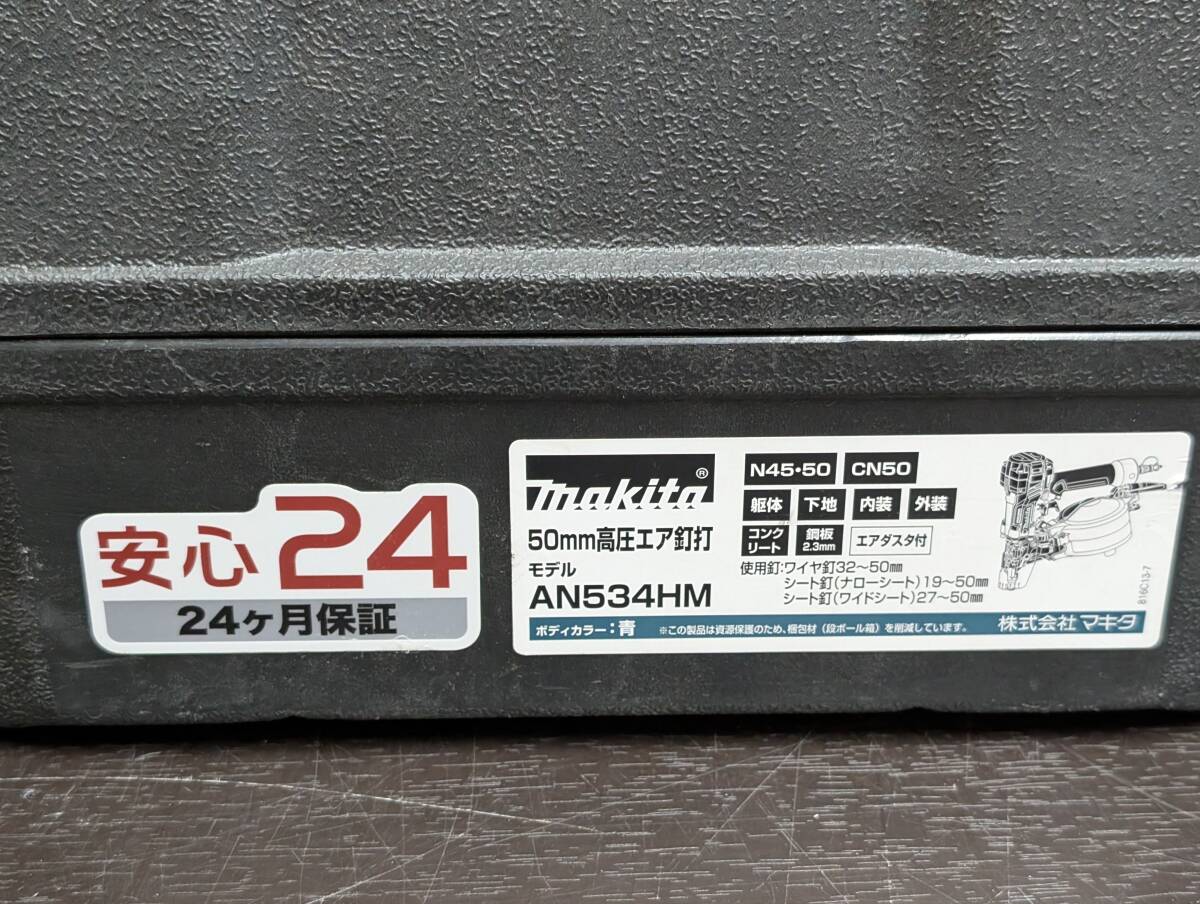 安心24
24ヶ月保証
makita®
50mm高圧エア釘打
モデル
AN534HM
N45・50 CN50
躯体 下地 内装 外装
コンクリート 鋼板2.3mm エアダスタ付
使用釘:ワイヤ釘32～50mm
シート釘(ナローシート)19～50mm
シート釘(ワイドシート)27～50mm
816C13-7
ボディカラー:青 ※この製品は資源保護のため、梱包材(段ボール箱)を削減しています。 株式会社マキタ